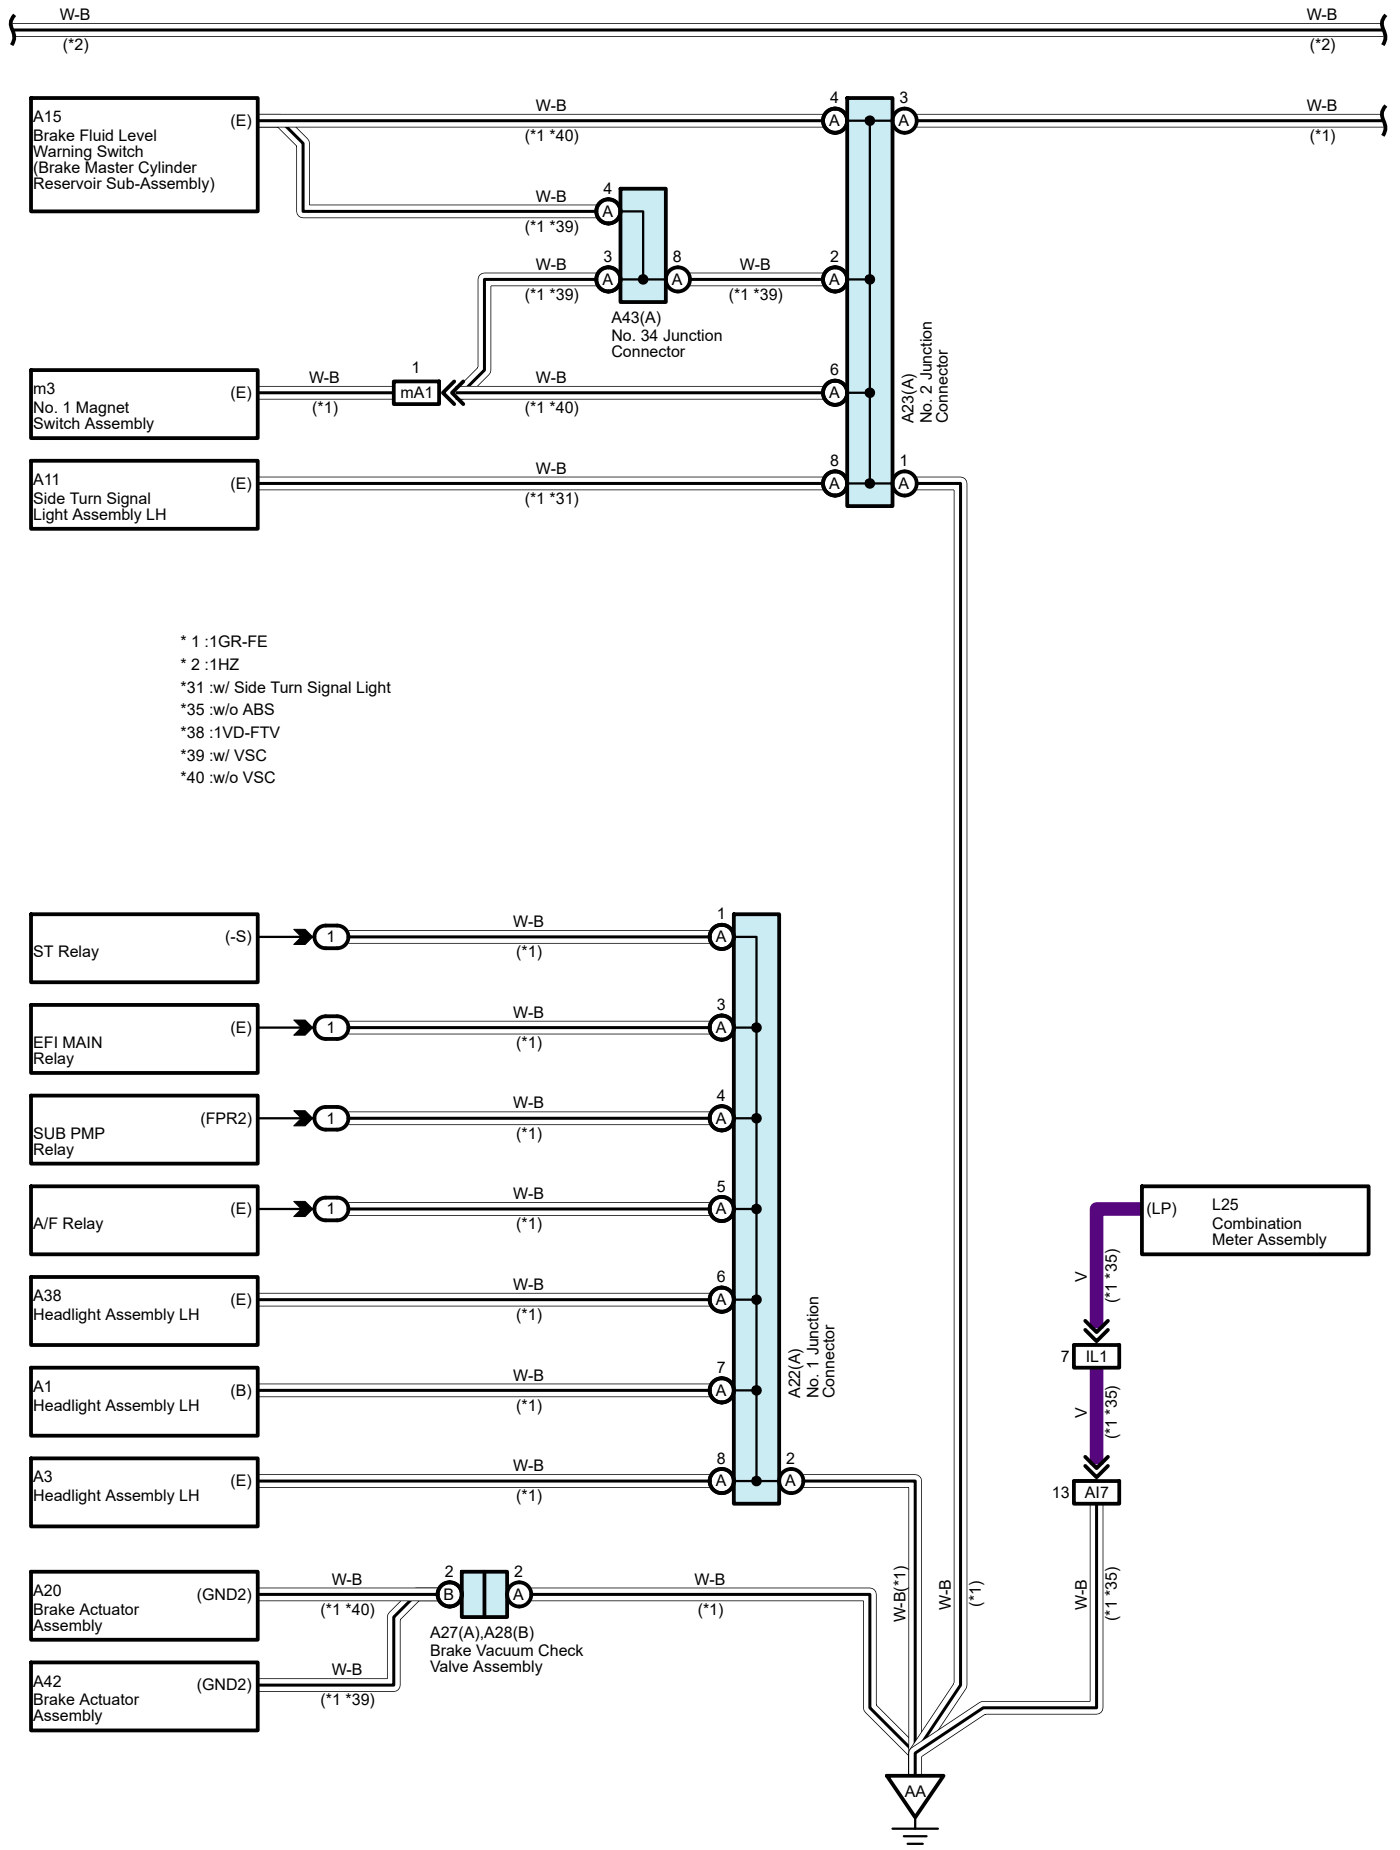 W-B
W-B
(*2)
(*2)
A15
Brake Fluid Level
Warning Switch
(Brake Master Cylinder
Reservoir Sub-Assembly)
(E)
W-B
(*1 *40)
4
A
3
A
W-B
(*1)
W-B
(*1 *39)
4
A
W-B
(*1 *39)
3
A
8
A
W-B
(*1 *39)
2
A
A43(A)
No. 34 Junction
Connector
A23(A)
No. 2 Junction
Connector
m3
No. 1 Magnet
Switch Assembly
(E)
W-B
(*1)
1
mA1
W-B
(*1 *40)
6
A
A11
Side Turn Signal
Light Assembly LH
(E)
W-B
(*1 *31)
8
A
1
A
* 1 :1GR-FE
* 2 :1HZ
*31 :w/ Side Turn Signal Light
*35 :w/o ABS
*38 :1VD-FTV
*39 :w/ VSC
*40 :w/o VSC
ST Relay
(-S)
1
W-B
(*1)
1
A
EFI MAIN
Relay
(E)
1
W-B
(*1)
3
A
SUB PMP
Relay
(FPR2)
1
W-B
(*1)
4
A
A/F Relay
(E)
1
W-B
(*1)
5
A
A38
Headlight Assembly LH
(E)
W-B
(*1)
6
A
A1
Headlight Assembly LH
(B)
W-B
(*1)
7
A
A3
Headlight Assembly LH
(E)
W-B
(*1)
8
A
2
A
A22(A)
No. 1 Junction
Connector
(LP)
L25
Combination
Meter Assembly
V
(*1 *35)
7
IL1
V
(*1 *35)
13
AI7
W-B
(*1 *35)
A20
Brake Actuator
Assembly
(GND2)
W-B
(*1 *40)
2
B
2
A
W-B
(*1)
A27(A),A28(B)
Brake Vacuum Check
Valve Assembly
A42
Brake Actuator
Assembly
(GND2)
W-B
(*1 *39)
W-B(*1)
W-B
(*1)
AA